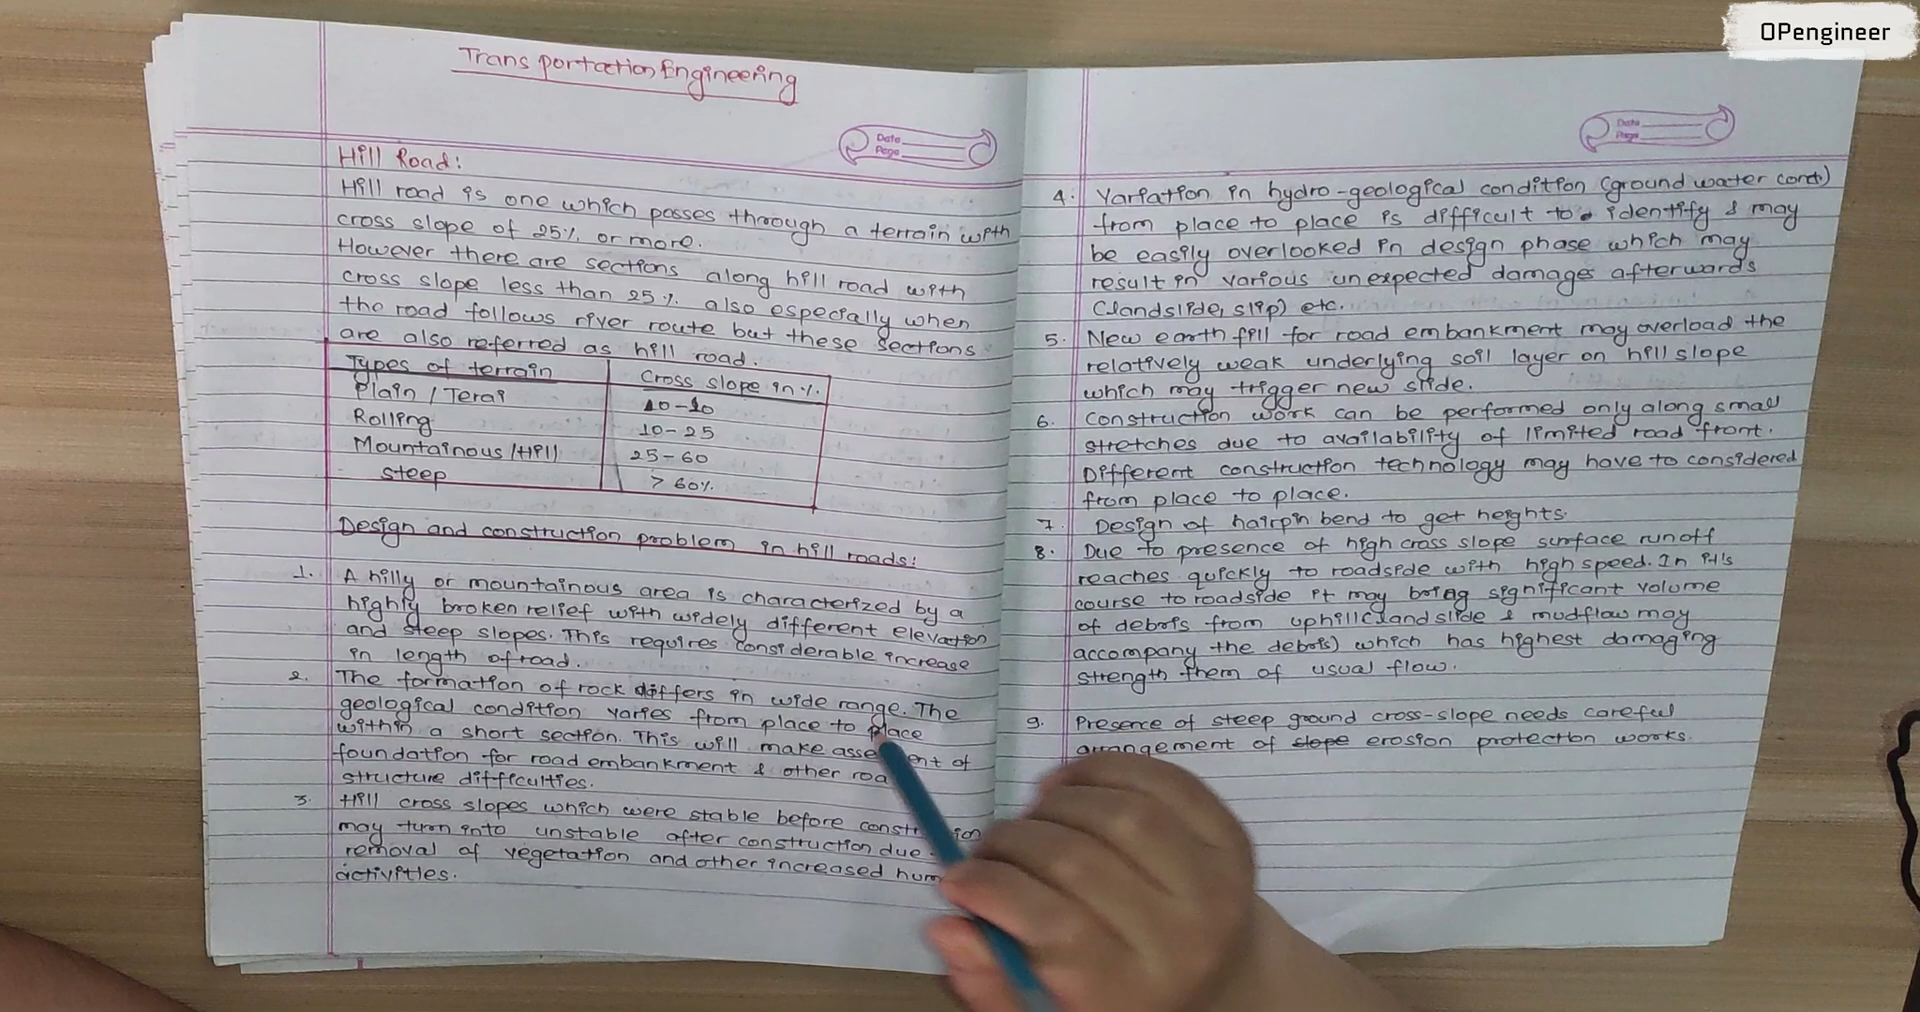 OPengineer
Transportation Engineering
Date
Page
Hill Road:
Hill road is one which passes through a terrain with
cross slope of 25% or more.
However there are sections along hill road with
cross slope less than 25% also especially when
the road follows river route but these sections
are also referred as hill road.
Types of terrain | Cross slope in %
Plain / Terai
Rolling | 10-25
Mountainous/Hill | 25-60
steep | > 60%
Design and construction problem in hill roads:
1. A hilly or mountainous area is characterized by a
highly broken relief with widely different elevation
and steep slopes. This requires considerable increase
in length of road.
2. The formation of rock differs in wide range. The
geological condition varies from place to place
within a short section. This will make of
foundation for road embankment & other
structure difficulties.
3. Hill cross slopes which were stable before
may turn into unstable after construction due
removal of vegetation and other increased
activities.
Date
Page
4. Variation in hydro-geological condition (ground water cond)
from place to place is difficult to identify & may
be easily overlooked in design phase which may
result in various unexpected damages afterwards
(landslide, slip) etc.
5. New earth fill for road embankment may overload the
relatively weak underlying soil layer on hill slope
which may trigger new slide.
6. Construction work can be performed only along small
stretches due to availability of limited road front.
Different construction technology may have to considered
from place to place.
7. Design of hairpin bend to get heights.
8. Due to presence of high cross slope surface runoff
reaches quickly to roadside with high speed. In it's
course to roadside it may bring significant volume
of debris from uphill(landslide & mudflow may
accompany the debris) which has highest damaging
strength them of usual flow.
9. Presence of steep ground cross-slope needs careful
arrangement of slope erosion protection works.